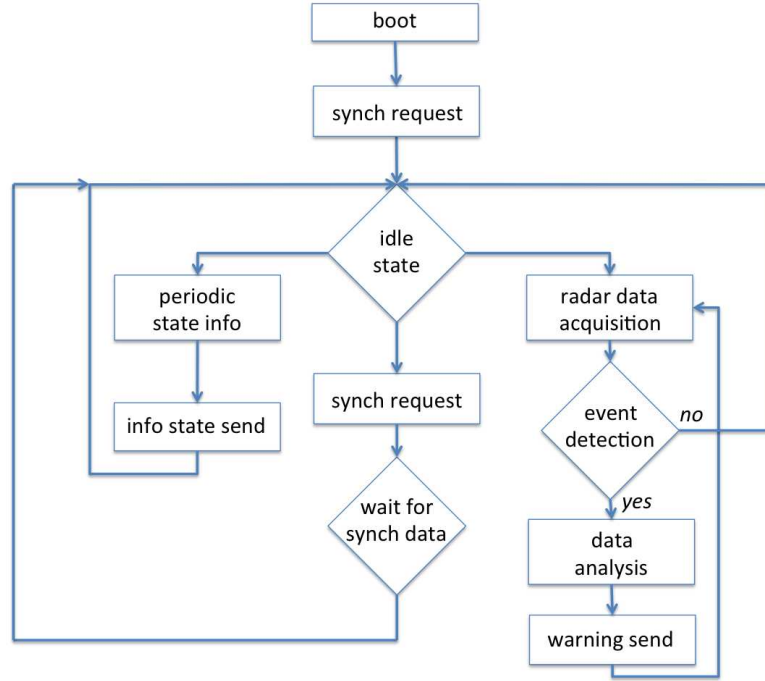 boot
synch request
idle
state
periodic
state info
radar data
acquisition
info state send
synch request
event
detection
no
yes
wait for
synch data
data
analysis
warning send